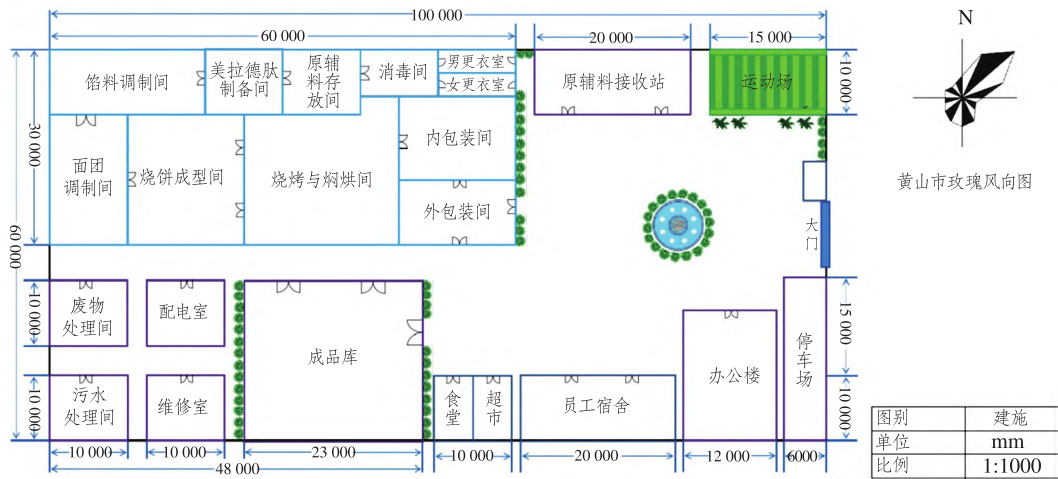 100 000
60 000
20 000
15 000
馅料调制间
美拉德肽
制备间
原辅
料存
放间
消毒间
男更衣室
女更衣室
原辅料接收站
运动场
10 000
N
黄山市玫瑰风向图
30 000
60 000
面团
调制间
烧饼成型间
烧烤与焖烘间
内包装间
外包装间
大
门
10 000
废物
处理间
配电室
成品库
15 000
停
车
场
办公楼
10 000
污水
处理间
维修室
食
堂
超
市
员工宿舍
10 000
10 000
10 000
23 000
10 000
20 000
12 000
6000
48 000
图别 建施
单位 mm
比例 1:1000